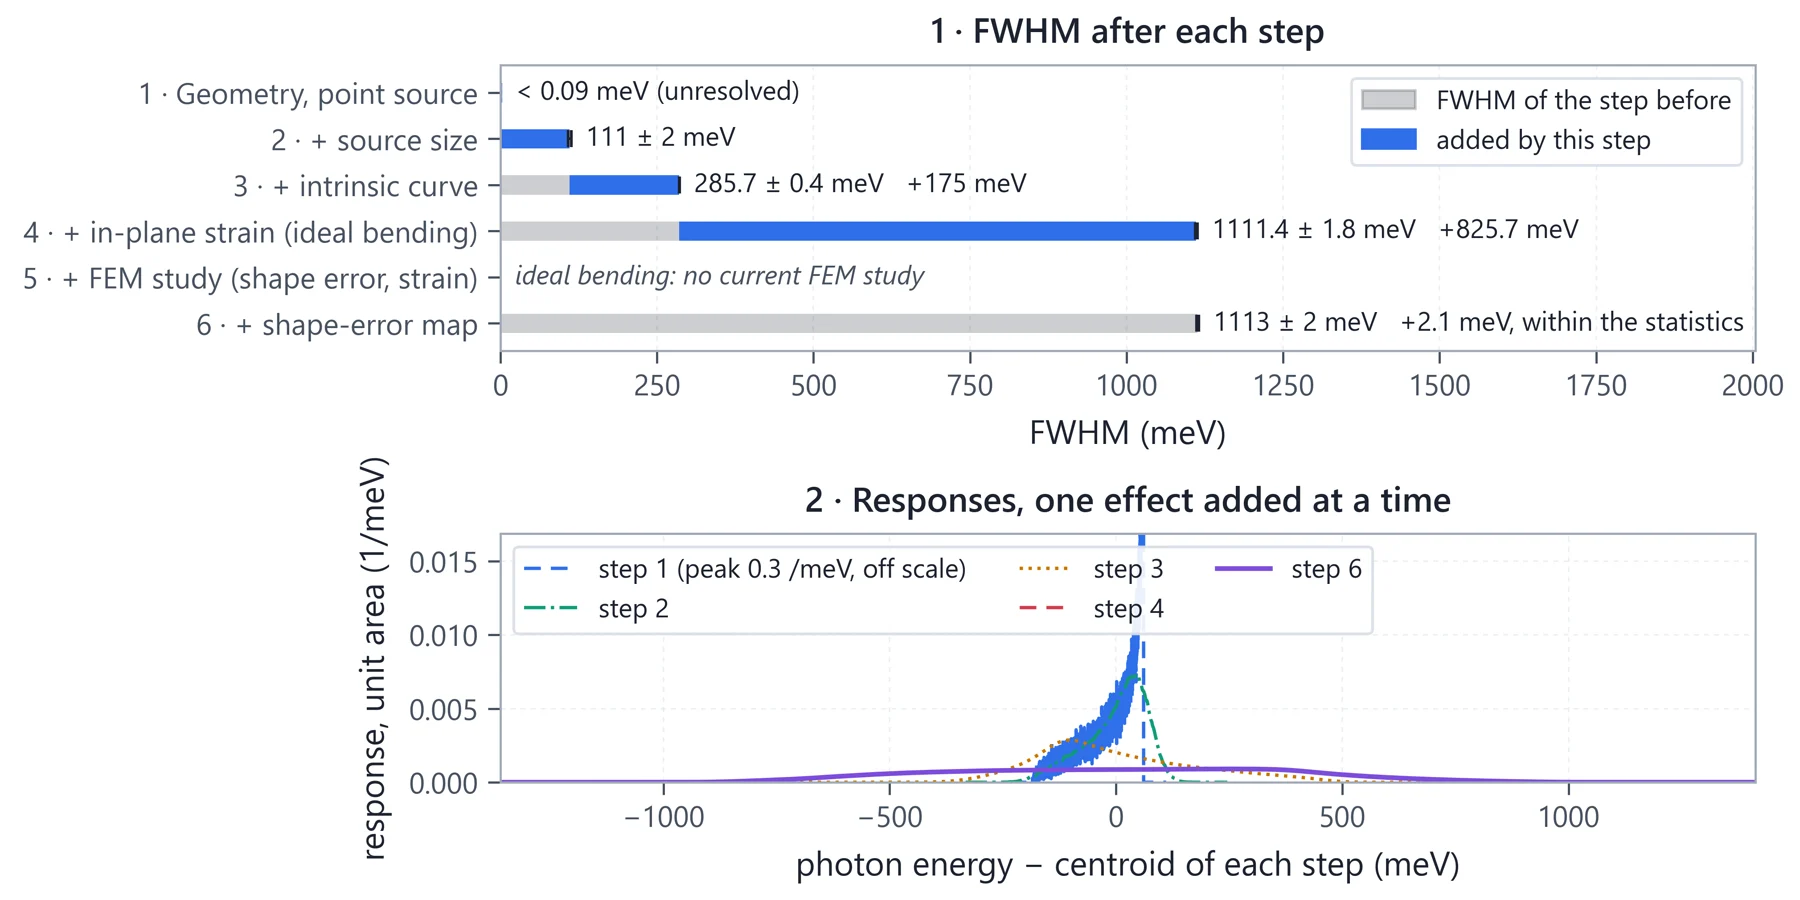 1 · FWHM after each step
1 · Geometry, point source
< 0.09 meV (unresolved)
2 · + source size
111 ± 2 meV
3 · + intrinsic curve
285.7 ± 0.4 meV +175 meV
4 · + in-plane strain (ideal bending)
1111.4 ± 1.8 meV +825.7 meV
5 · + FEM study (shape error, strain)
ideal bending: no current FEM study
6 · + shape-error map
1113 ± 2 meV +2.1 meV, within the statistics
FWHM of the step before
added by this step
0 250 500 750 1000 1250 1500 1750 2000
FWHM (meV)
2 · Responses, one effect added at a time
response, unit area (1/meV)
0.015
0.010
0.005
0.000
step 1 (peak 0.3 /meV, off scale)
step 2
step 3
step 4
step 6
−1000 −500 0 500 1000
photon energy − centroid of each step (meV)